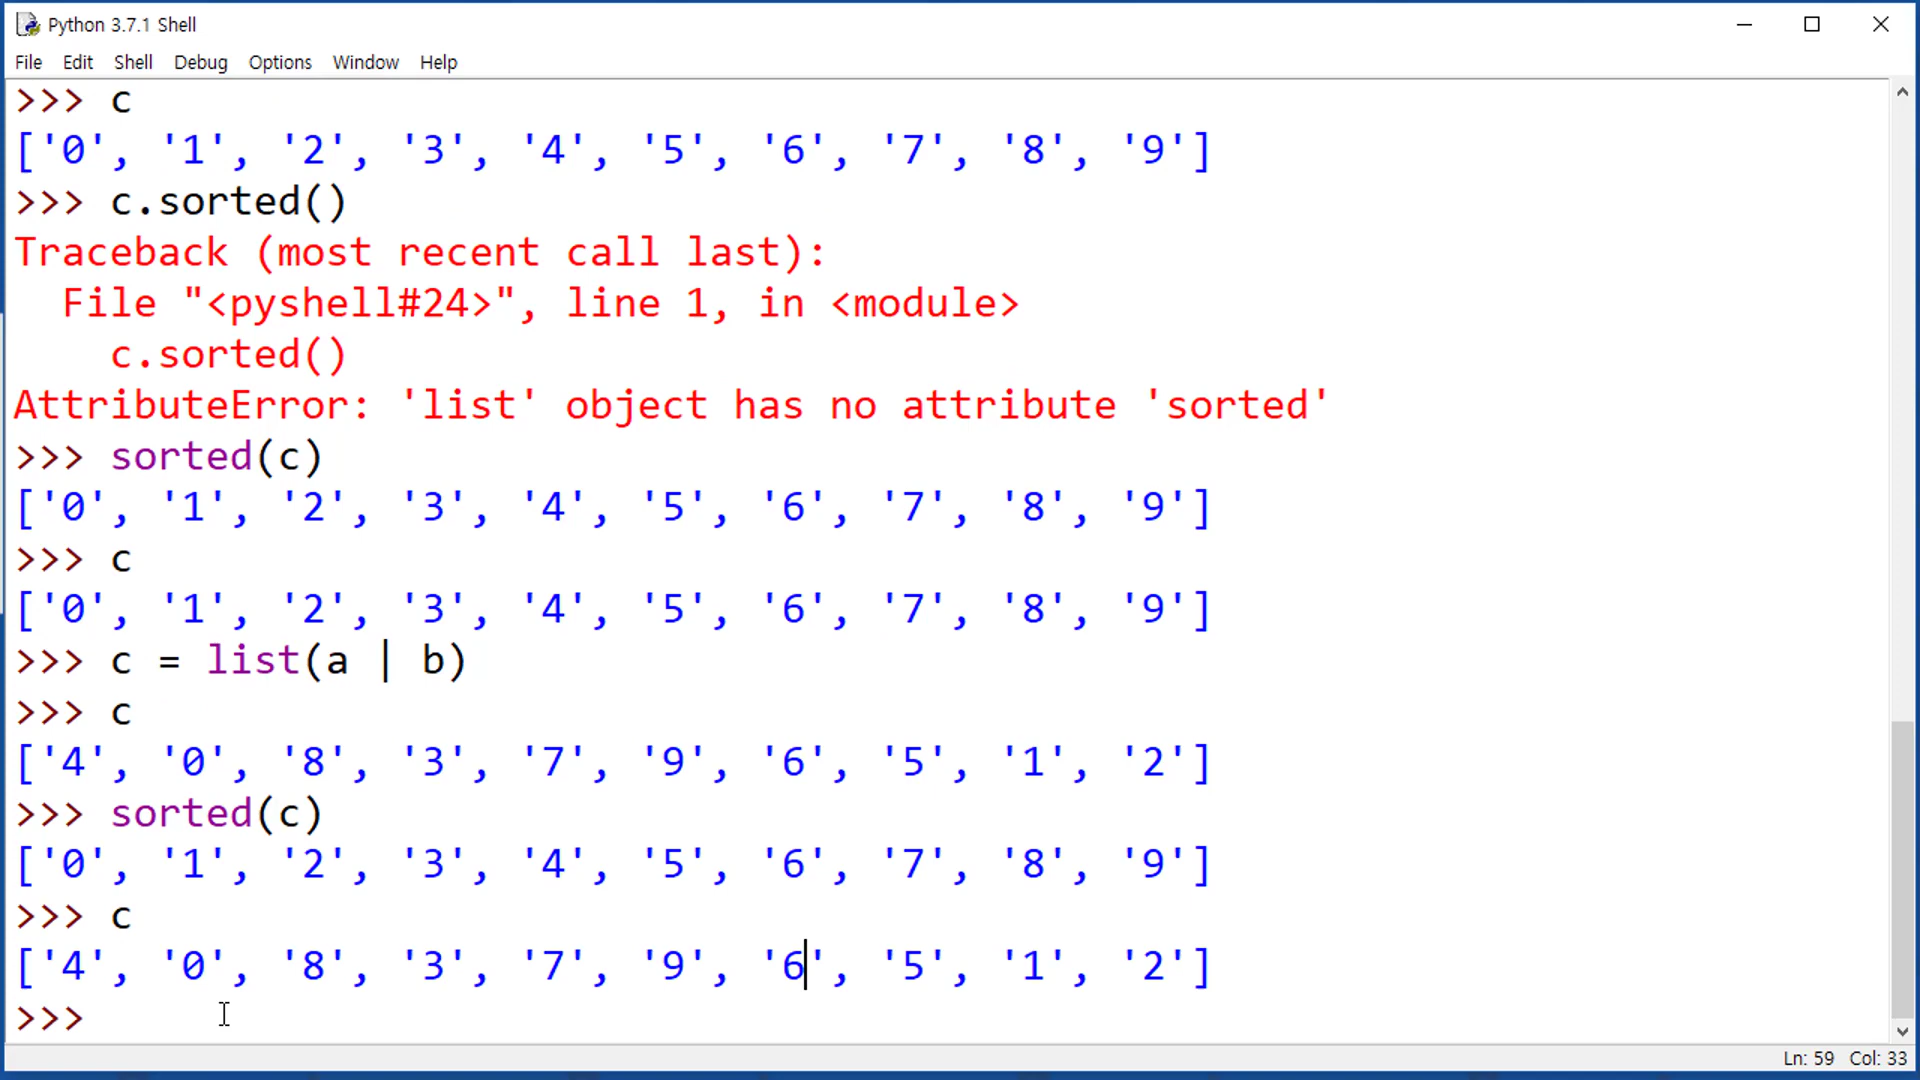 Python 3.7.1 Shell
File Edit Shell Debug Options Window Help
>>> c
['0', '1', '2', '3', '4', '5', '6', '7', '8', '9']
>>> c.sorted()
Traceback (most recent call last):
  File "<pyshell#24>", line 1, in <module>
    c.sorted()
AttributeError: 'list' object has no attribute 'sorted'
>>> sorted(c)
['0', '1', '2', '3', '4', '5', '6', '7', '8', '9']
>>> c
['0', '1', '2', '3', '4', '5', '6', '7', '8', '9']
>>> c = list(a | b)
>>> c
['4', '0', '8', '3', '7', '9', '6', '5', '1', '2']
>>> sorted(c)
['0', '1', '2', '3', '4', '5', '6', '7', '8', '9']
>>> c
['4', '0', '8', '3', '7', '9', '6', '5', '1', '2']
>>>
Ln: 59 Col: 33